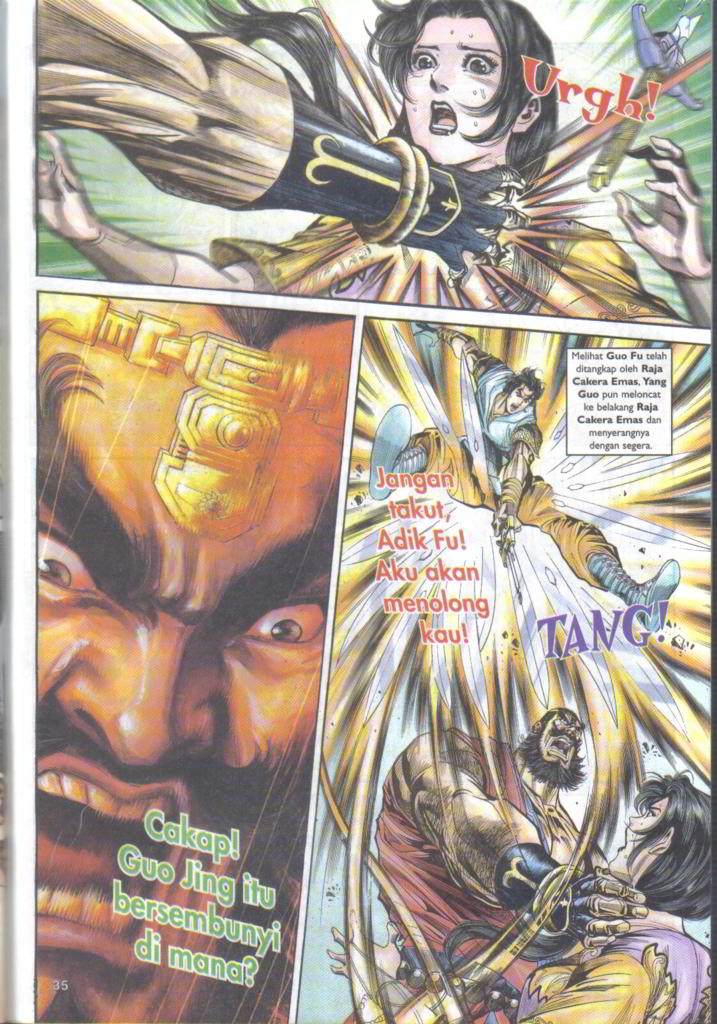 Urgh!
Melihat Guo Fu telah
ditangkap oleh Raja
Cakera Emas, Yang
Guo pun meloncat
ke belakang Raja
Cakera Emas dan
menyerangnya
dengan segera.
Jangan
takut,
Adik Fu!
Aku akan
menolong
kau!
TANG!
Cakap!
Guo Jing itu
bersembunyi
di mana?
35